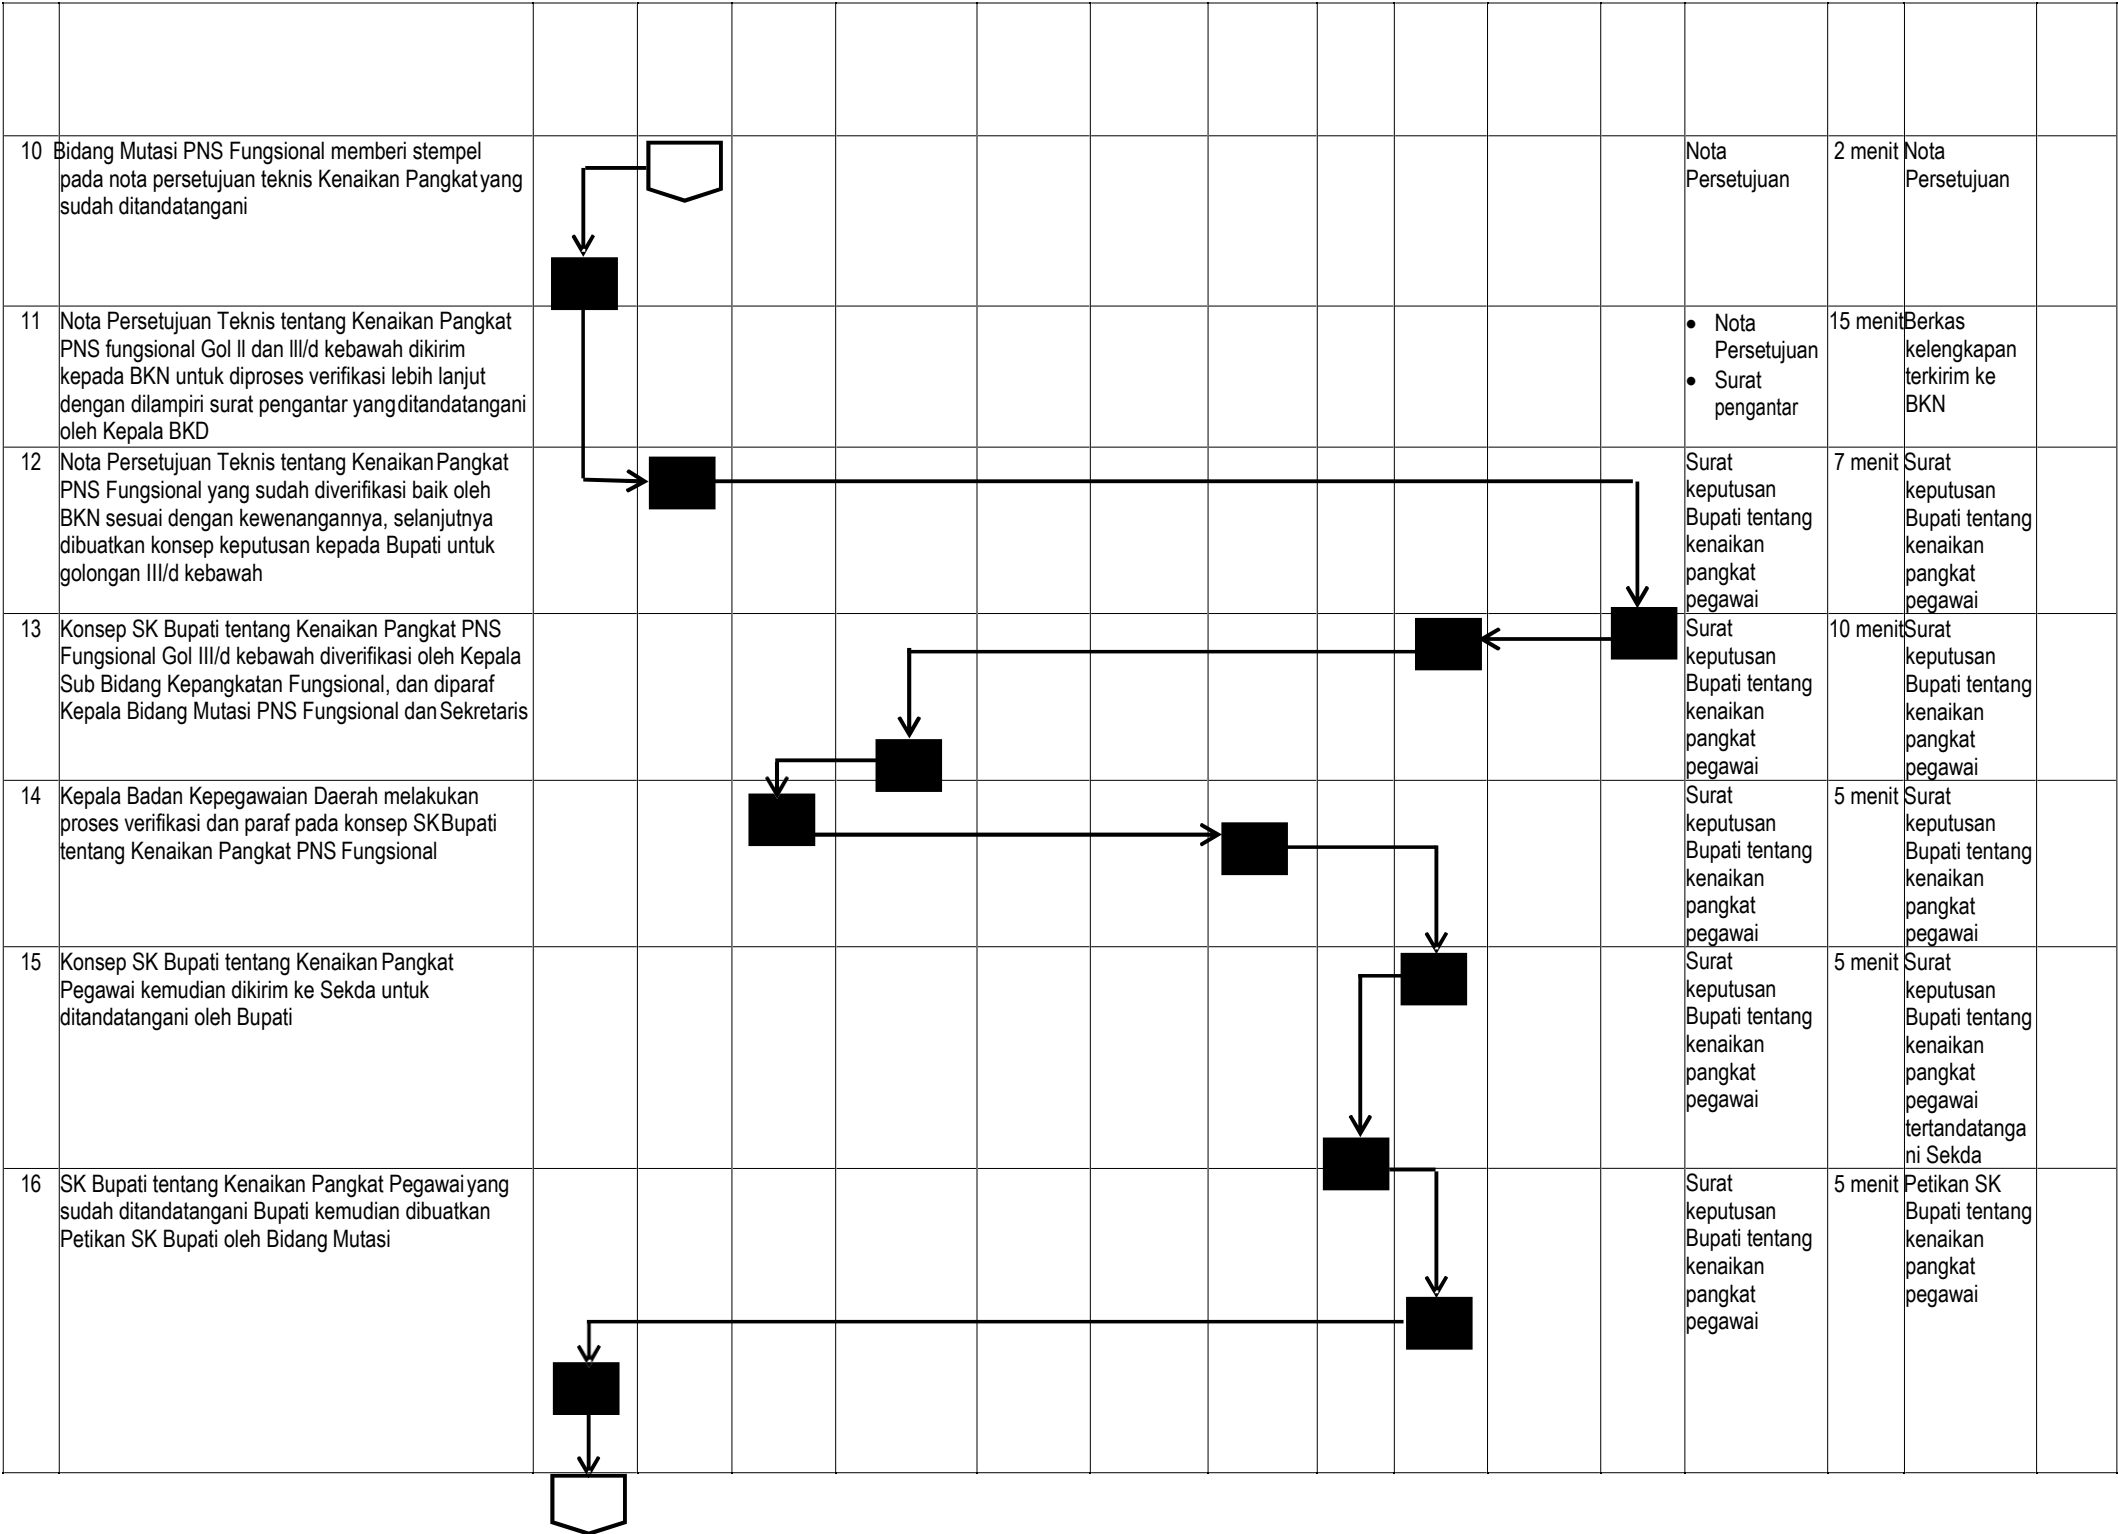 10 Bidang Mutasi PNS Fungsional memberi stempel
pada nota persetujuan teknis Kenaikan Pangkat yang
sudah ditandatangani
Nota
Persetujuan
2 menit
Nota
Persetujuan
11 Nota Persetujuan Teknis tentang Kenaikan Pangkat
PNS fungsional Gol II dan III/d kebawah dikirim
kepada BKN untuk diproses verifikasi lebih lanjut
dengan dilampiri surat pengantar yang ditandatangani
oleh Kepala BKD
• Nota
Persetujuan
• Surat
pengantar
15 menit
Berkas
kelengkapan
terkirim ke
BKN
12 Nota Persetujuan Teknis tentang Kenaikan Pangkat
PNS Fungsional yang sudah diverifikasi baik oleh
BKN sesuai dengan kewenangannya, selanjutnya
dibuatkan konsep keputusan kepada Bupati untuk
golongan III/d kebawah
Surat
keputusan
Bupati tentang
kenaikan
pangkat
pegawai
7 menit
Surat
keputusan
Bupati tentang
kenaikan
pangkat
pegawai
13 Konsep SK Bupati tentang Kenaikan Pangkat PNS
Fungsional Gol III/d kebawah diverifikasi oleh Kepala
Sub Bidang Kepangkatan Fungsional, dan diparaf
Kepala Bidang Mutasi PNS Fungsional dan Sekretaris
Surat
keputusan
Bupati tentang
kenaikan
pangkat
pegawai
10 menit
Surat
keputusan
Bupati tentang
kenaikan
pangkat
pegawai
14 Kepala Badan Kepegawaian Daerah melakukan
proses verifikasi dan paraf pada konsep SK Bupati
tentang Kenaikan Pangkat PNS Fungsional
Surat
keputusan
Bupati tentang
kenaikan
pangkat
pegawai
5 menit
Surat
keputusan
Bupati tentang
kenaikan
pangkat
pegawai
15 Konsep SK Bupati tentang Kenaikan Pangkat
Pegawai kemudian dikirim ke Sekda untuk
ditandatangani oleh Bupati
Surat
keputusan
Bupati tentang
kenaikan
pangkat
pegawai
5 menit
Surat
keputusan
Bupati tentang
kenaikan
pangkat
pegawai
tertandatanga
ni Sekda
16 SK Bupati tentang Kenaikan Pangkat Pegawai yang
sudah ditandatangani Bupati kemudian dibuatkan
Petikan SK Bupati oleh Bidang Mutasi
Surat
keputusan
Bupati tentang
kenaikan
pangkat
pegawai
5 menit
Petikan SK
Bupati tentang
kenaikan
pangkat
pegawai